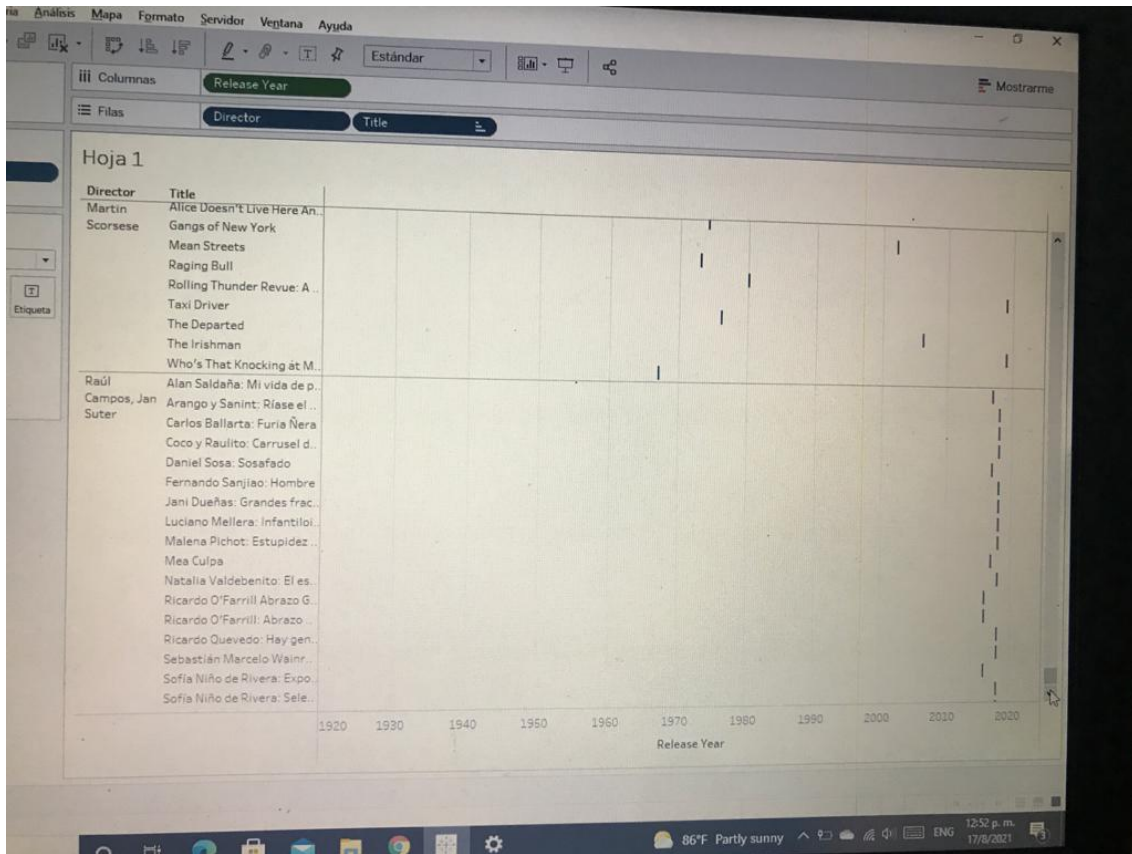 Análisis Mapa Formato Servidor Ventana Ayuda
Estándar
Columnas Release Year Mostrarme
Filas Director Title
Hoja 1
Director Title
Martin Scorsese Alice Doesn't Live Here An..
Gangs of New York
Mean Streets
Raging Bull
Rolling Thunder Revue: A ..
Taxi Driver
The Departed
The Irishman
Who's That Knocking at M..
Raúl Campos, Jan Suter Alan Saldaña: Mi vida de p..
Arango y Sanint: Ríase el ..
Carlos Ballarta: Furia Ñera
Coco y Raulito: Carrusel d..
Daniel Sosa: Sosafado
Fernando Sanjiao: Hombre
Jani Dueñas: Grandes frac..
Luciano Mellera: Infantiloi..
Malena Pichot: Estupidez ..
Mea Culpa
Natalia Valdebenito: El es..
Ricardo O'Farrill Abrazo G..
Ricardo O'Farrill: Abrazo ..
Ricardo Quevedo: Hay gen..
Sebastián Marcelo Wainr..
Sofía Niño de Rivera: Expo..
Sofía Niño de Rivera: Sele..
Etiqueta
1920 1930 1940 1950 1960 1970 1980 1990 2000 2010 2020
Release Year
86°F Partly sunny ENG 12:52 p. m.
17/8/2021
3